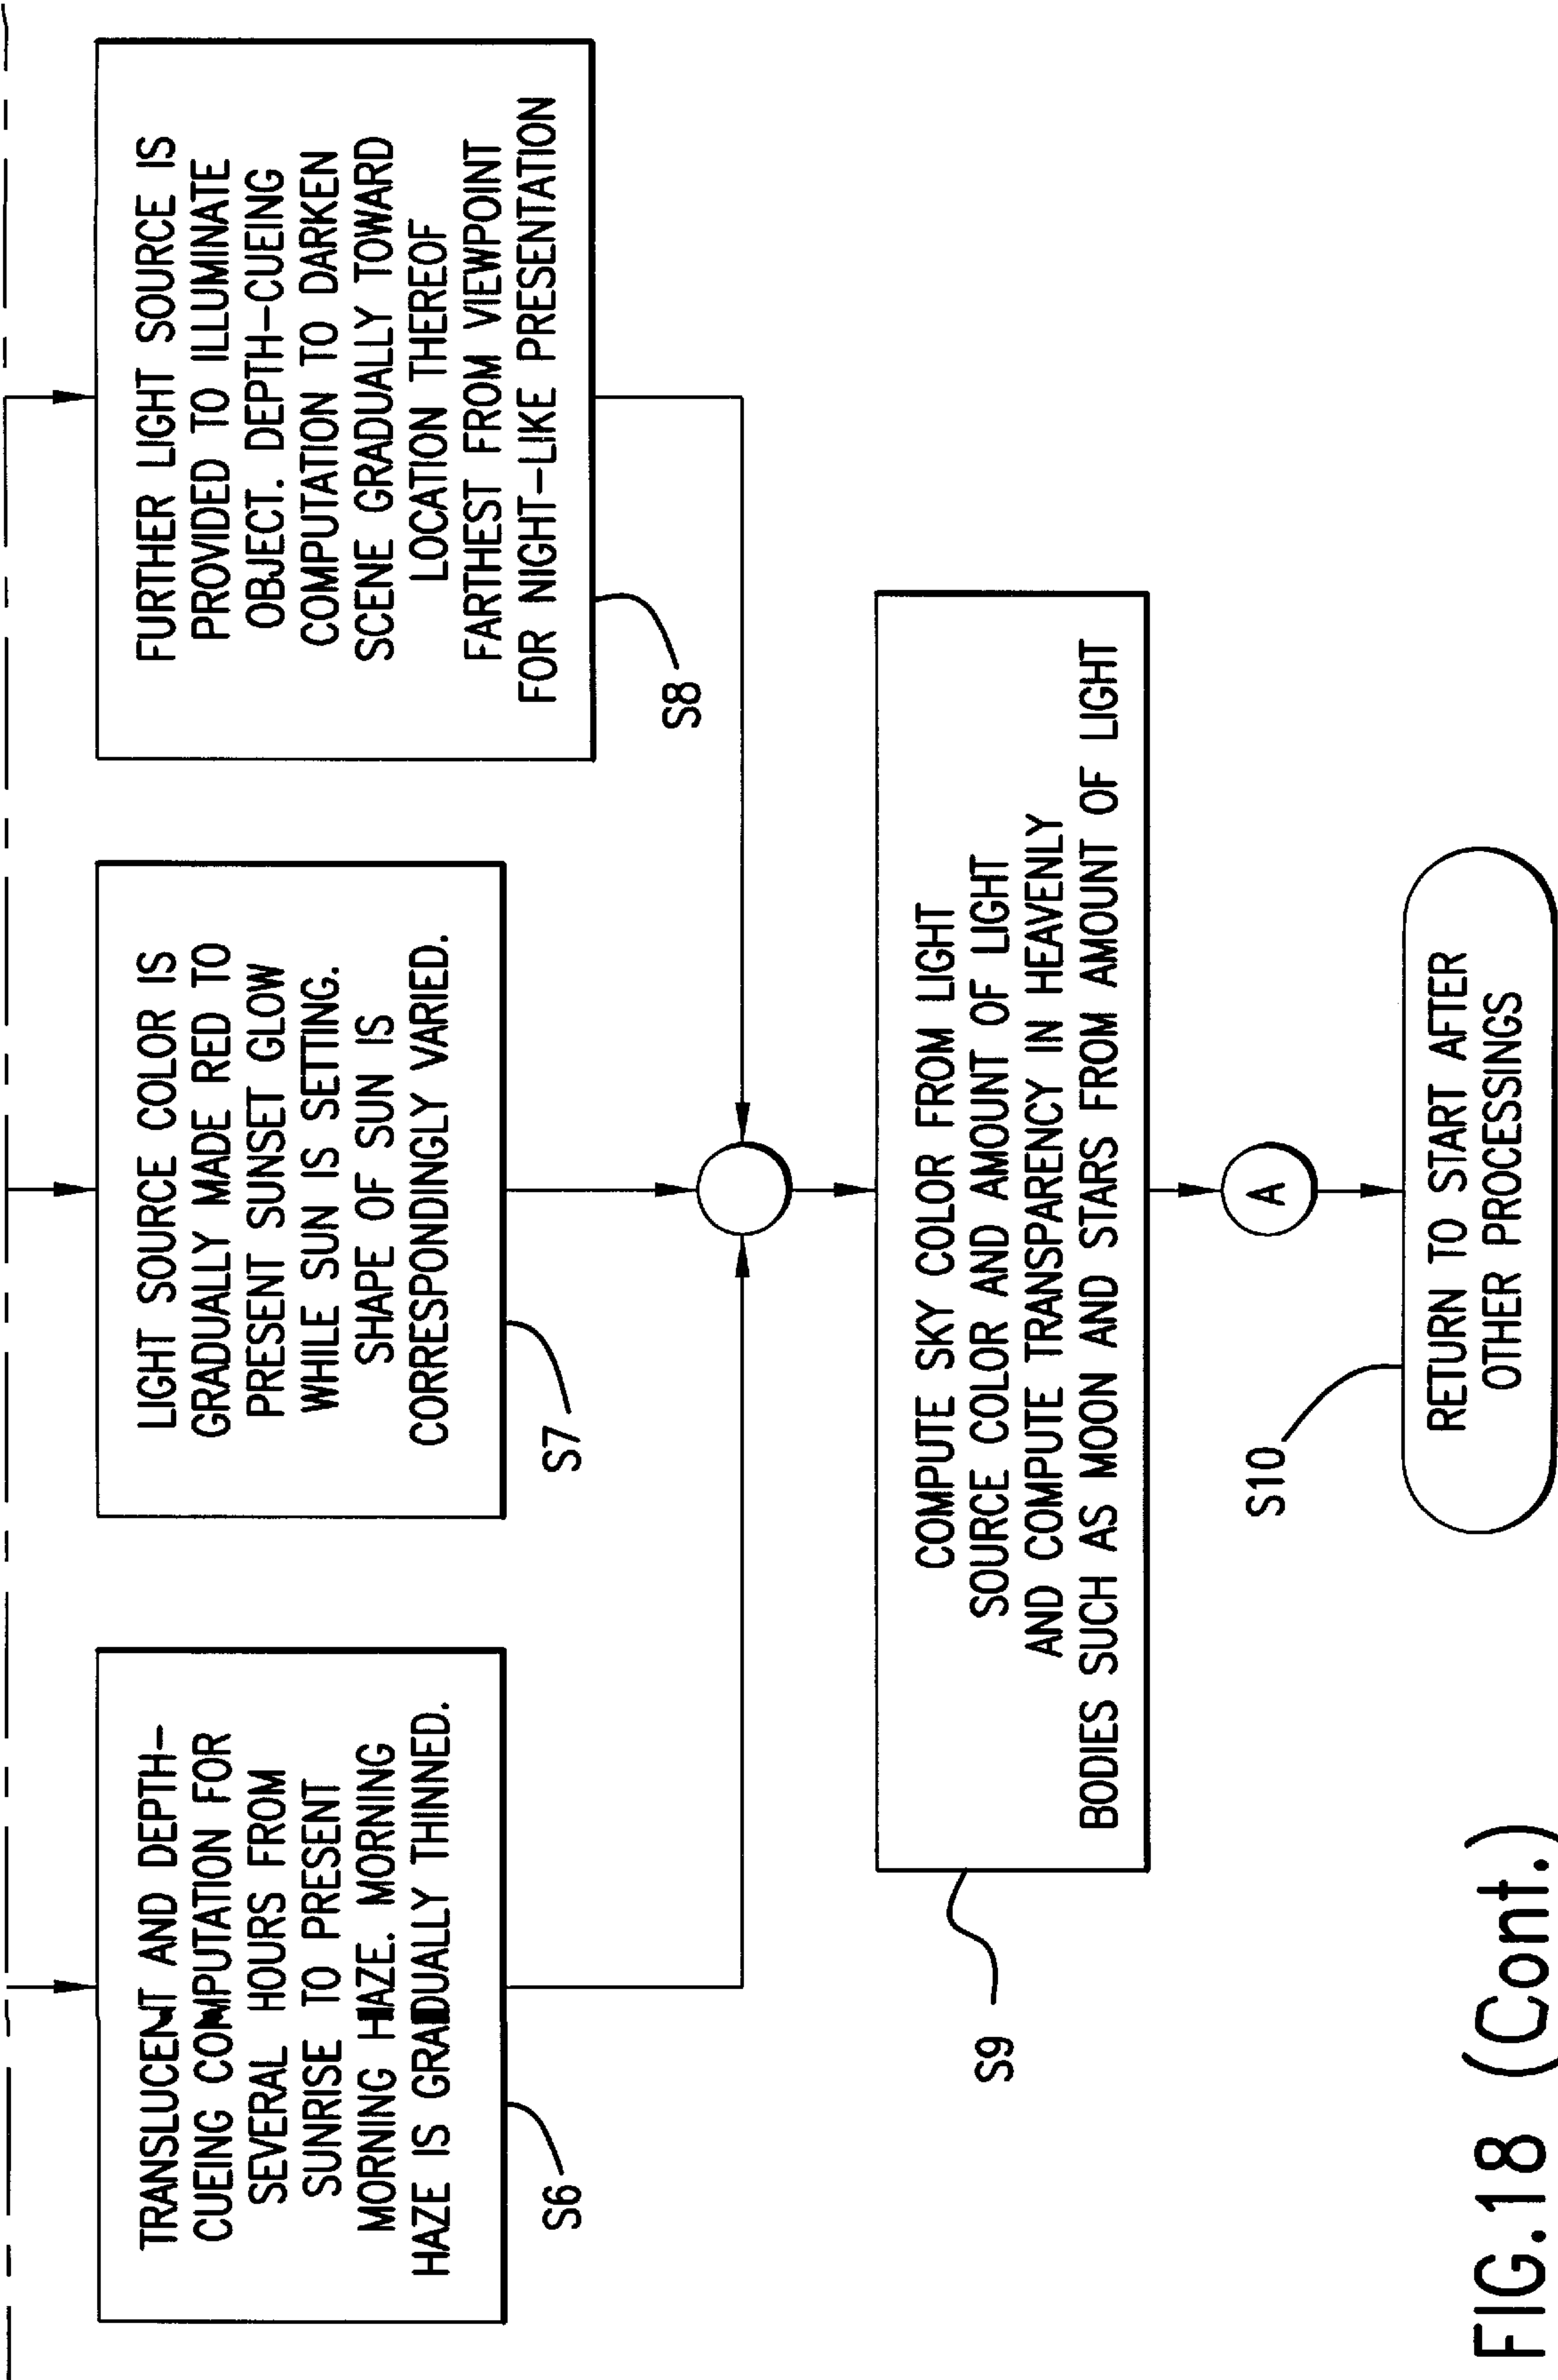 TRANSLUCENT AND DEPTH-
CUEING COMPUTATION FOR
SEVERAL HOURS FROM
SUNRISE TO PRESENT
MORNING HAZE. MORNING
HAZE IS GRADUALLY THINNED.
S6
LIGHT SOURCE COLOR IS
GRADUALLY MADE RED TO
PRESENT SUNSET GLOW
WHILE SUN IS SETTING.
SHAPE OF SUN IS
CORRESPONDINGLY VARIED.
S7
FURTHER LIGHT SOURCE IS
PROVIDED TO ILLUMINATE
OBJECT. DEPTH-CUEING
COMPUTATION TO DARKEN
SCENE GRADUALLY TOWARD
LOCATION THEREOF
FARTHEST FROM VIEWPOINT
FOR NIGHT-LIKE PRESENTATION
S8
COMPUTE SKY COLOR FROM LIGHT
SOURCE COLOR AND AMOUNT OF LIGHT
AND COMPUTE TRANSPARENCY IN HEAVENLY
BODIES SUCH AS MOON AND STARS FROM AMOUNT OF LIGHT
S9
A
S10
RETURN TO START AFTER
OTHER PROCESSINGS
FIG.18 (Cont.)